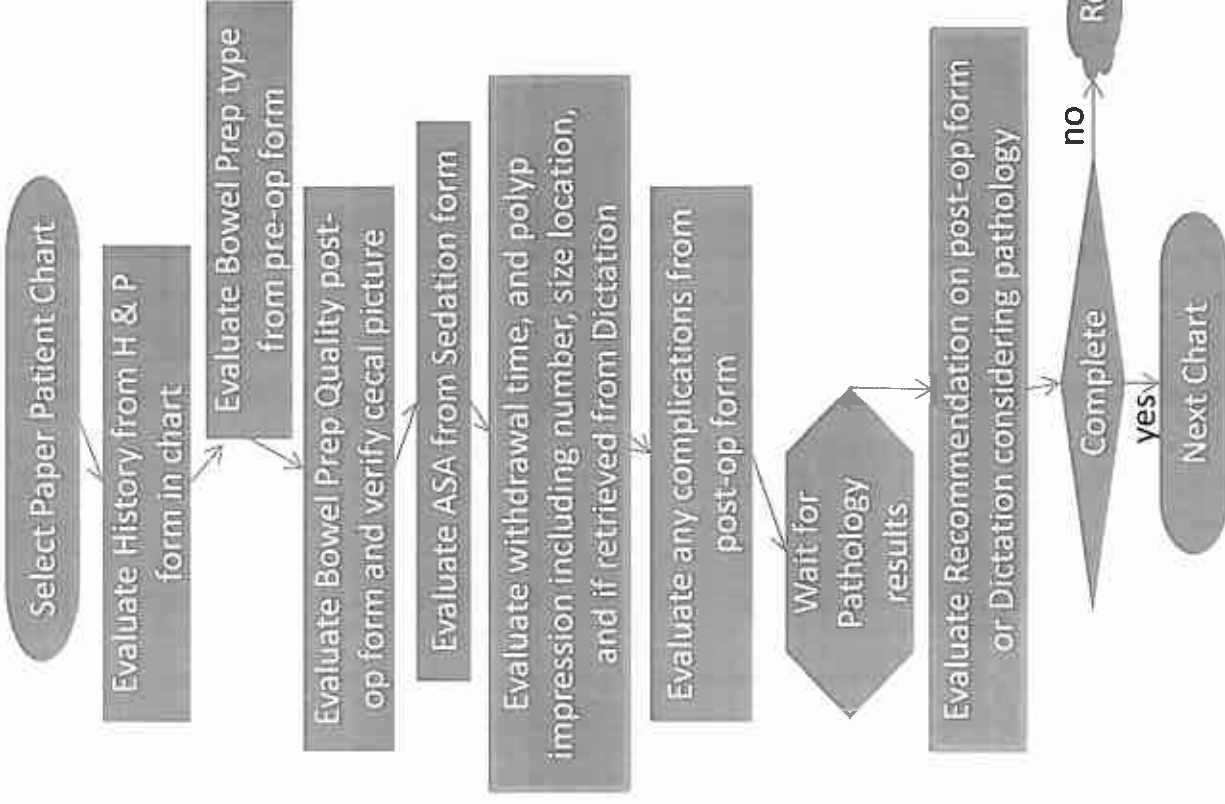 Select Paper Patient Chart
Evaluate History from H & P
form in chart
Evaluate Bowel Prep type
from pre-op form
Evaluate Bowel Prep Quality post-
op form and verify cecal picture
Evaluate ASA from Sedation form
Evaluate withdrawal time, and polyp
impression including number, size location,
and if retrieved from Dictation
Evaluate any complications from
post-op form
Wait for
Pathology
results
Evaluate Recommendation on post-op form
or Dictation considering pathology
Complete
no
yes
Next Chart